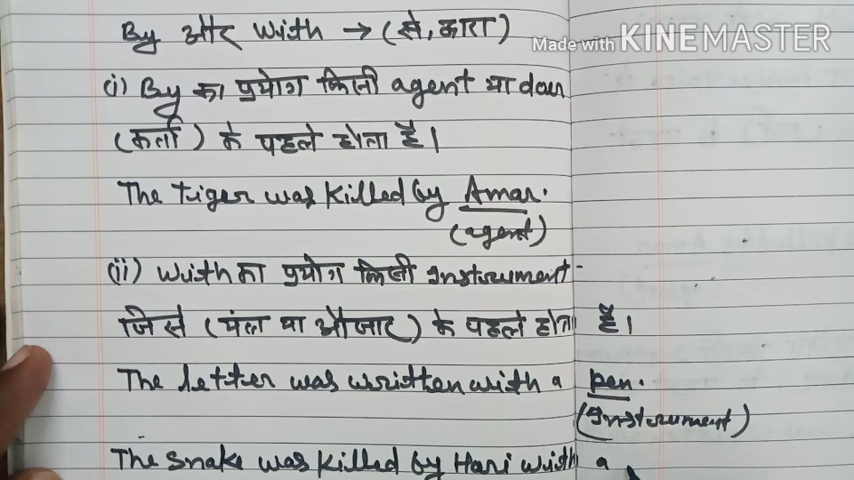 By और With → (से, द्वारा)
Made with KINEMASTER
(i) By का प्रयोग किसी agent या doer
(कर्ता) के पहले होता है।
The tiger was killed by Amar.
(agent)
(ii) With का प्रयोग किसी Instrument
जिसे (यंत्र या औजार) के पहले होता है।
The letter was written with a pen.
(Instrument)
The snake was killed by Hari with a